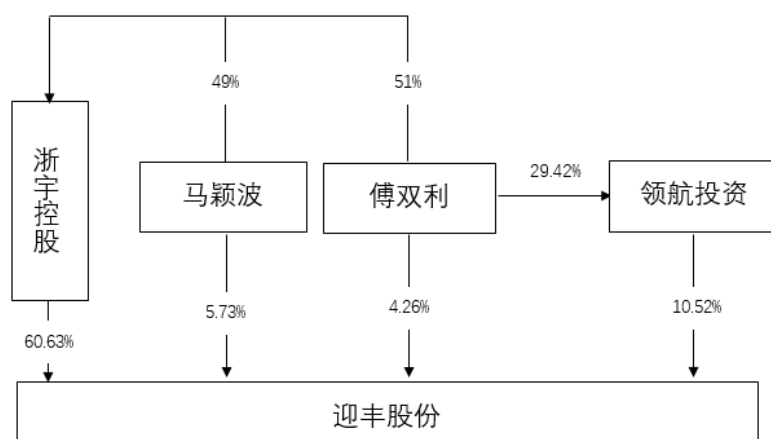 49%
51%
浙宇控股
马颖波
傅双利
29.42%
领航投资
60.63%
5.73%
4.26%
10.52%
迎丰股份